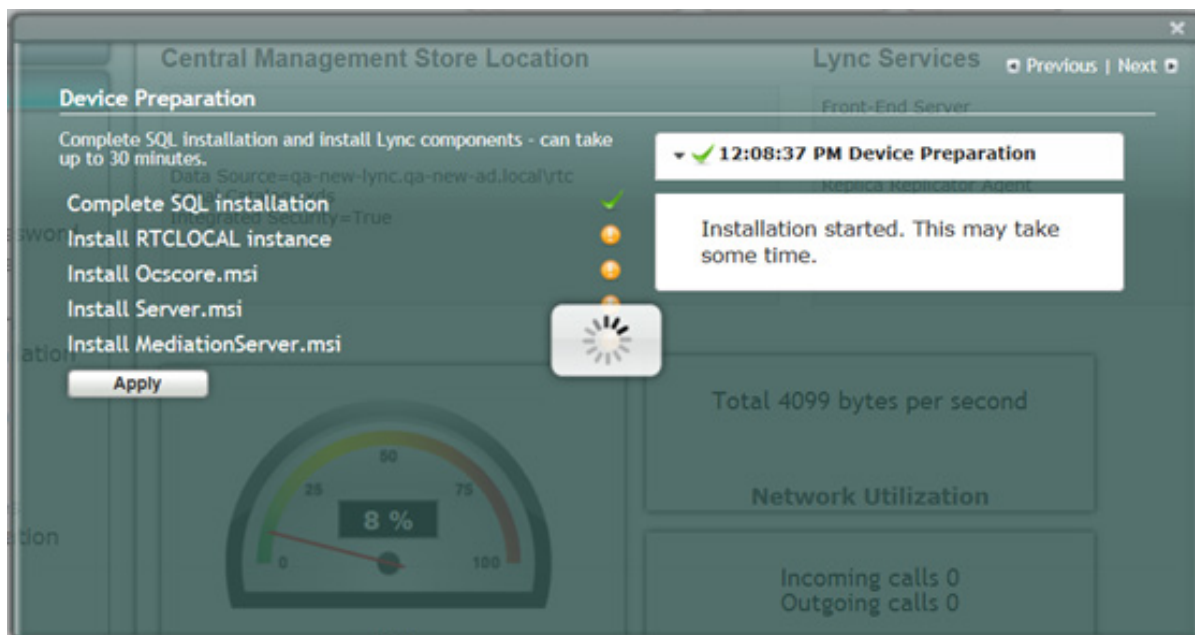 Central Management Store Location
Lync Services
Previous | Next
Device Preparation
Front-End Server
Complete SQL installation and install Lync components - can take
up to 30 minutes.
12:08:37 PM Device Preparation
Data Source=qa-new-lync.qa-new-ad.local\rtc
Replica Replicator Agent
Initial Catalog=xds
Complete SQL installation
Integrated Security=True
Installation started. This may take
some time.
Install RTCLOCAL instance
Install Ocscore.msi
Install Server.msi
Install MediationServer.msi
Apply
Total 4099 bytes per second
50
25
75
8 %
0
100
Network Utilization
Incoming calls 0
Outgoing calls 0